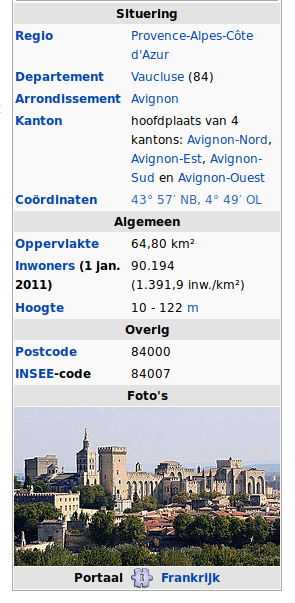 Situering
Regio Provence-Alpes-Côte
d'Azur
Departement Vaucluse (84)
Arrondissement Avignon
Kanton hoofdplaats van 4
kantons: Avignon-Nord,
Avignon-Est, Avignon-
Sud en Avignon-Ouest
Coördinaten 43° 57′ NB, 4° 49′ OL
Algemeen
Oppervlakte 64,80 km²
Inwoners (1 jan. 90.194
2011) (1.391,9 inw./km²)
Hoogte 10 - 122 m
Overig
Postcode 84000
INSEE-code 84007
Foto's
Portaal Frankrijk